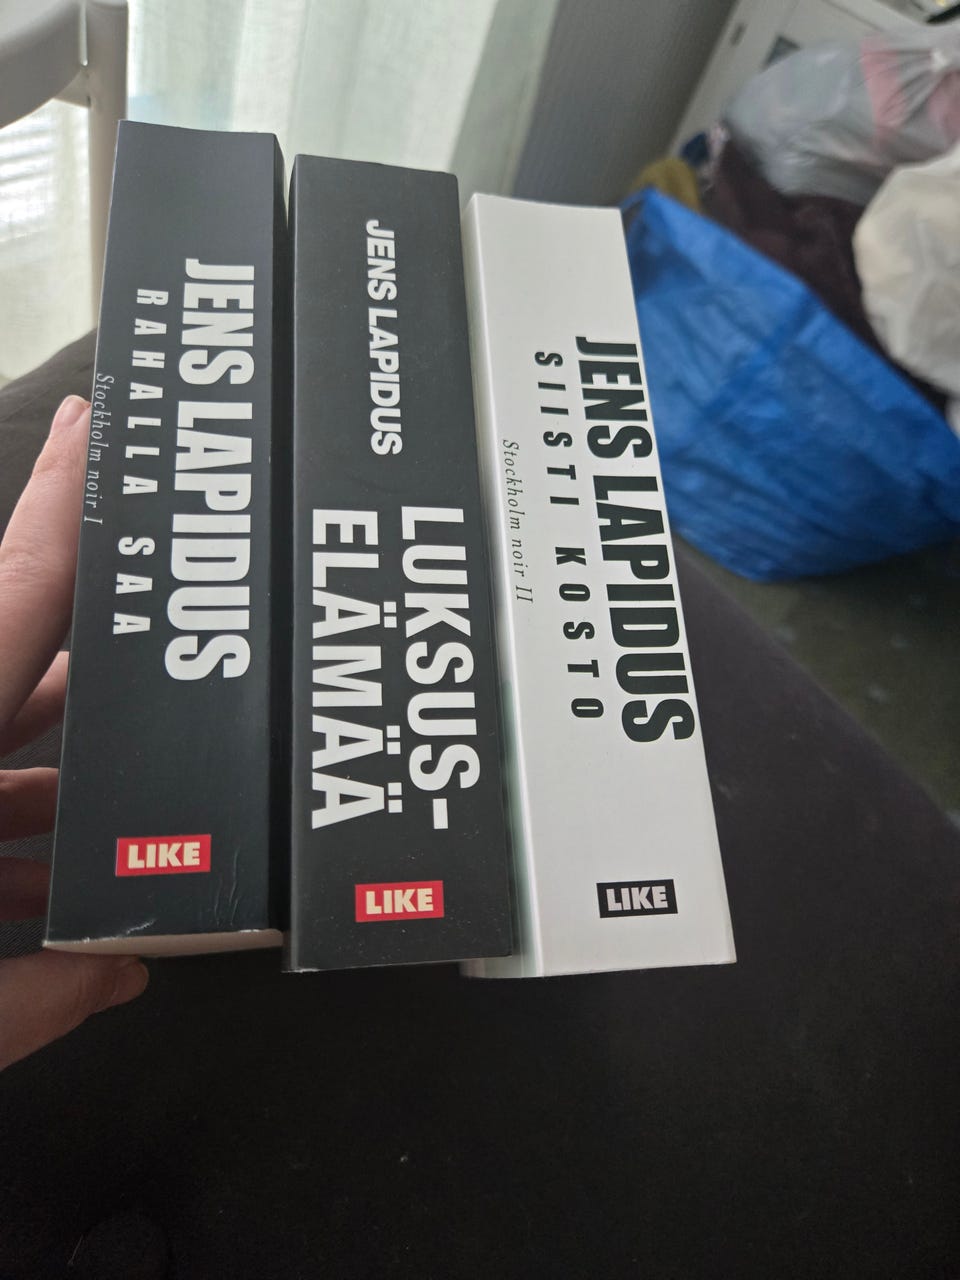 JENS LAPIDUS
RAHALLA SAA
Stockholm noir I
LIKE
JENS LAPIDUS
LUKSUS-
ELÄMÄÄ
LIKE
JENS LAPIDUS
SIISTI KOSTO
Stockholm noir II
LIKE